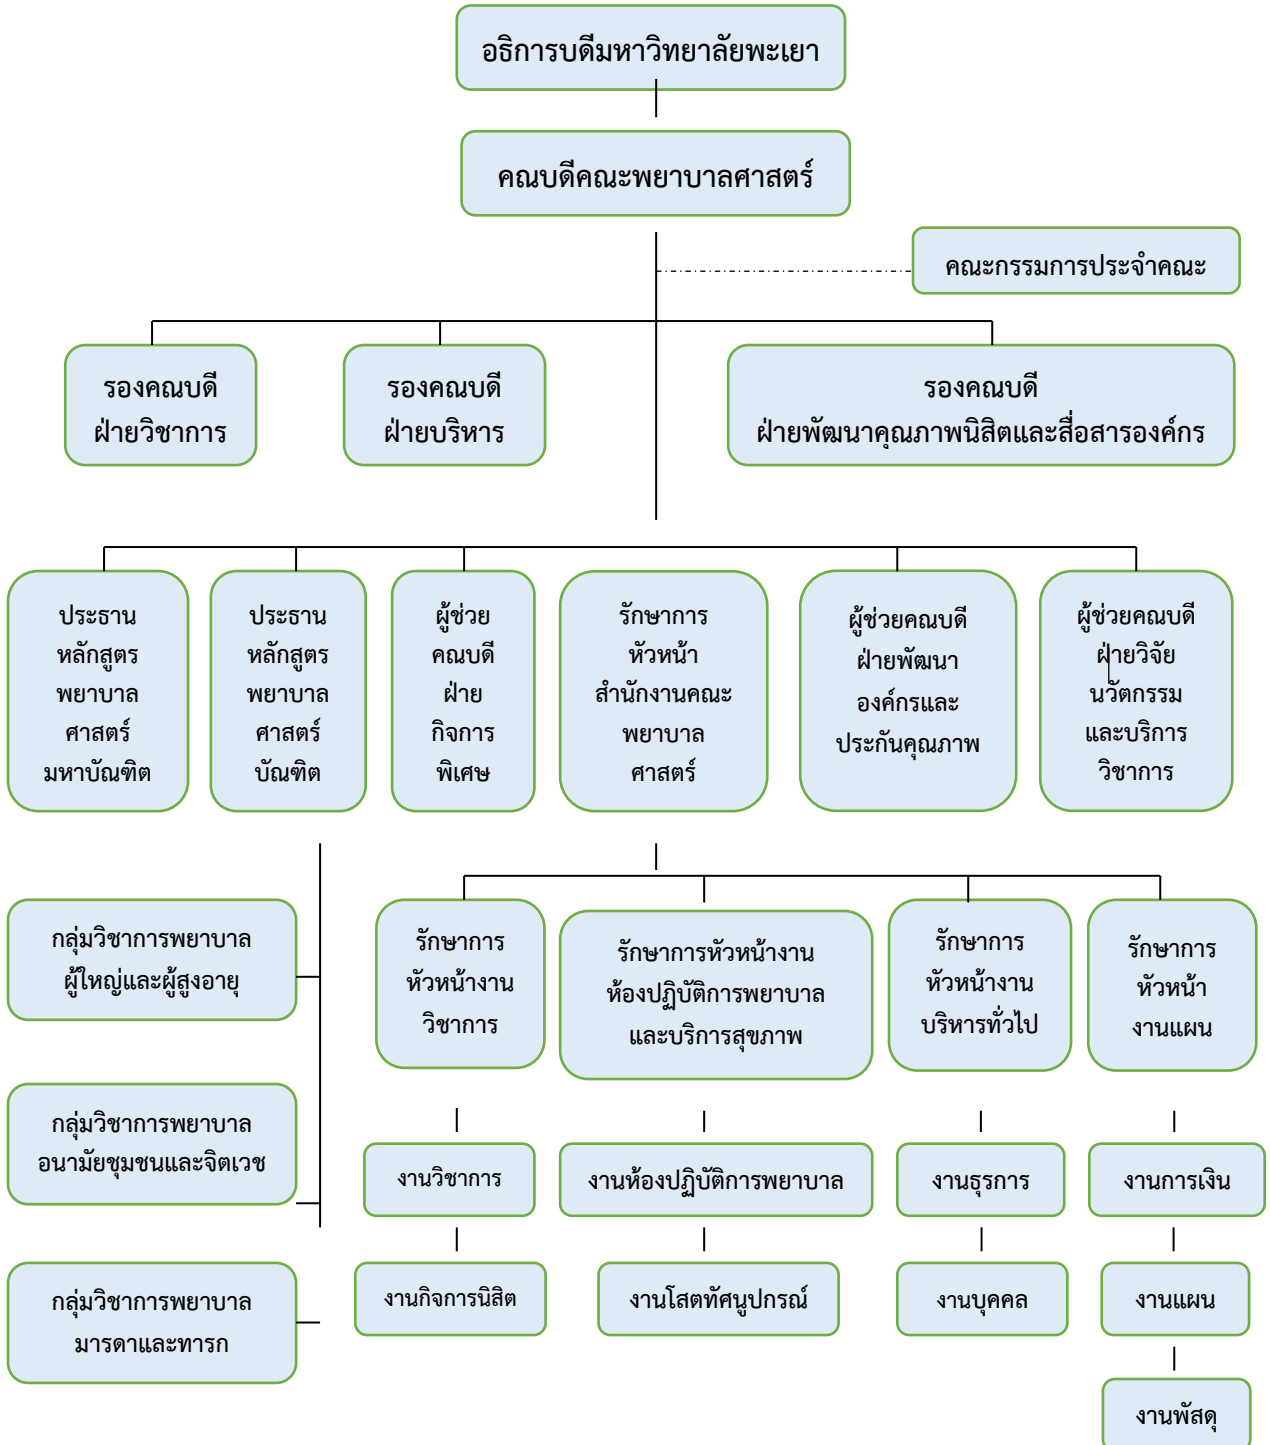 อธิการบดีมหาวิทยาลัยพะเยา
คณบดีคณะพยาบาลศาสตร์
คณะกรรมการประจำคณะ
รองคณบดี
ฝ่ายวิชาการ
รองคณบดี
ฝ่ายบริหาร
รองคณบดี
ฝ่ายพัฒนาคุณภาพนิสิตและสื่อสารองค์กร
ประธาน
หลักสูตร
พยาบาล
ศาสตร์
มหาบัณฑิต
ประธาน
หลักสูตร
พยาบาล
ศาสตร์
บัณฑิต
ผู้ช่วย
คณบดี
ฝ่าย
กิจการ
พิเศษ
รักษาการ
หัวหน้า
สำนักงานคณะ
พยาบาล
ศาสตร์
ผู้ช่วยคณบดี
ฝ่ายพัฒนา
องค์กรและ
ประกันคุณภาพ
ผู้ช่วยคณบดี
ฝ่ายวิจัย
นวัตกรรม
และบริการ
วิชาการ
กลุ่มวิชาการพยาบาล
ผู้ใหญ่และผู้สูงอายุ
กลุ่มวิชาการพยาบาล
อนามัยชุมชนและจิตเวช
กลุ่มวิชาการพยาบาล
มารดาและทารก
รักษาการ
หัวหน้างาน
วิชาการ
รักษาการหัวหน้างาน
ห้องปฏิบัติการพยาบาล
และบริการสุขภาพ
รักษาการ
หัวหน้างาน
บริหารทั่วไป
รักษาการ
หัวหน้า
งานแผน
งานวิชาการ
งานห้องปฏิบัติการพยาบาล
งานธุรการ
งานการเงิน
งานกิจการนิสิต
งานโสตทัศนูปกรณ์
งานบุคคล
งานแผน
งานพัสดุ